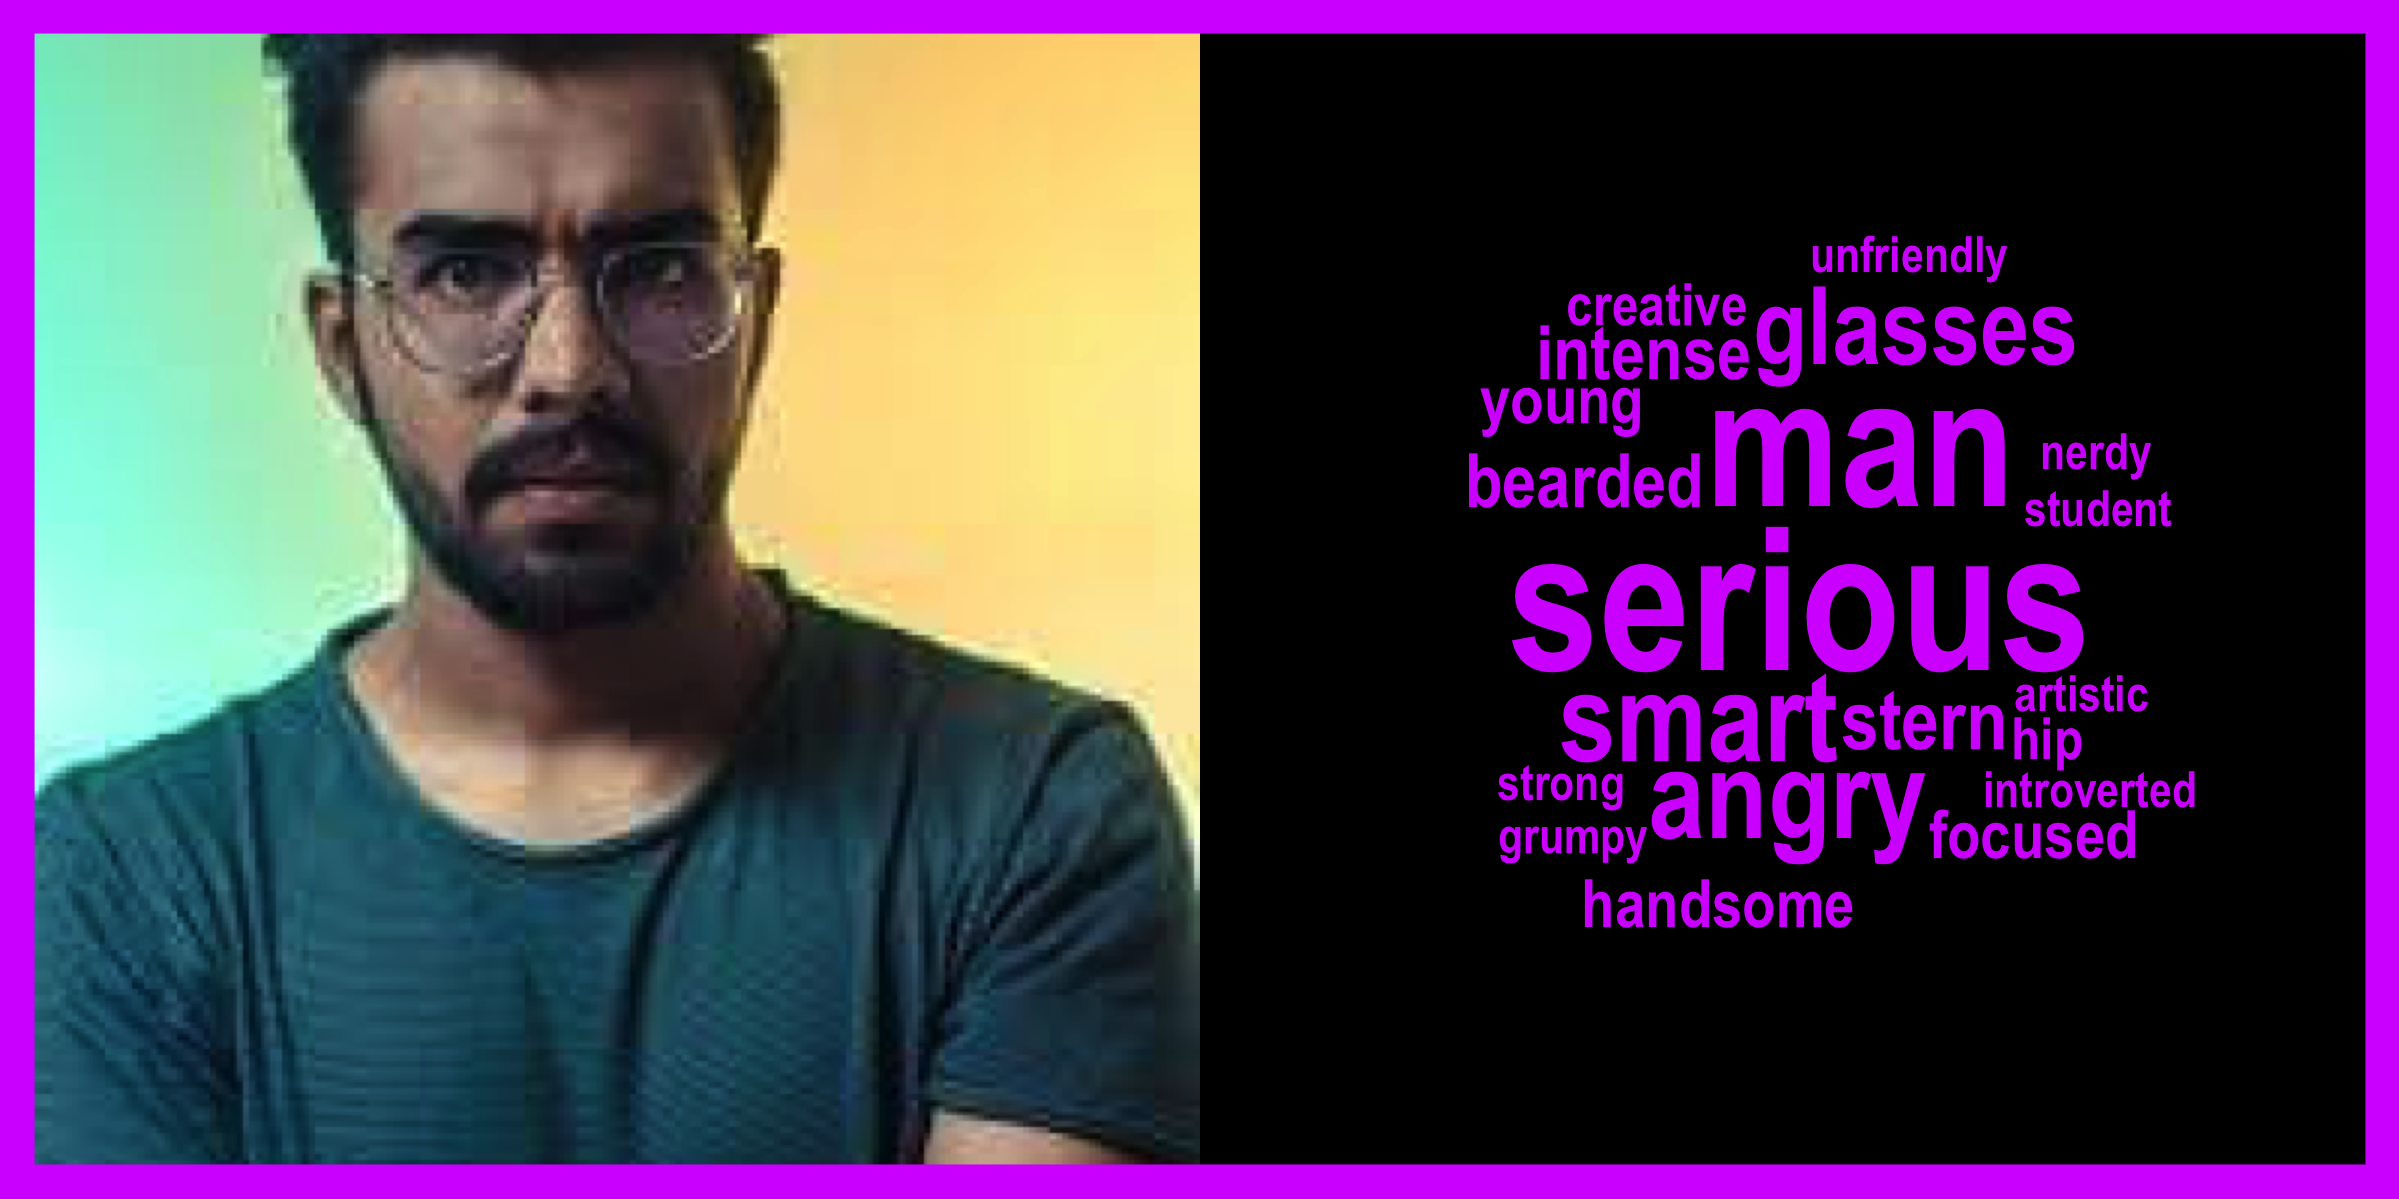 unfriendly
creative
glasses
intense
young
man
nerdy
bearded
student
serious
artistic
smart
stern
hip
strong
angry
introverted
grumpy
focused
handsome